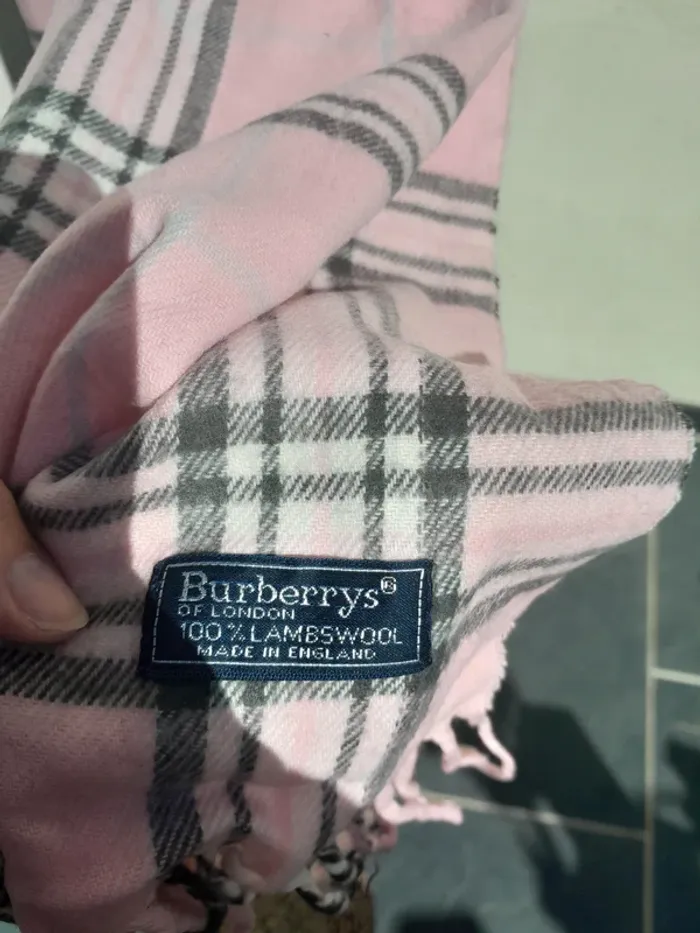 Burberrys®
OF LONDON
100% LAMBSWOOL
MADE IN ENGLAND